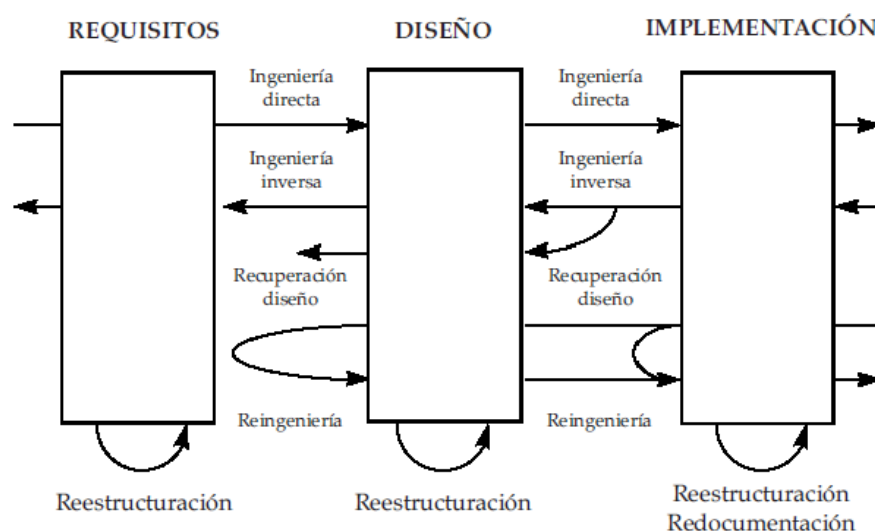 REQUISITOS
DISEÑO
IMPLEMENTACIÓN
Ingeniería
directa
Ingeniería
directa
Ingeniería
inversa
Ingeniería
inversa
Recuperación
diseño
Recuperación
diseño
Reingeniería
Reingeniería
Reestructuración
Reestructuración
Reestructuración
Redocumentación